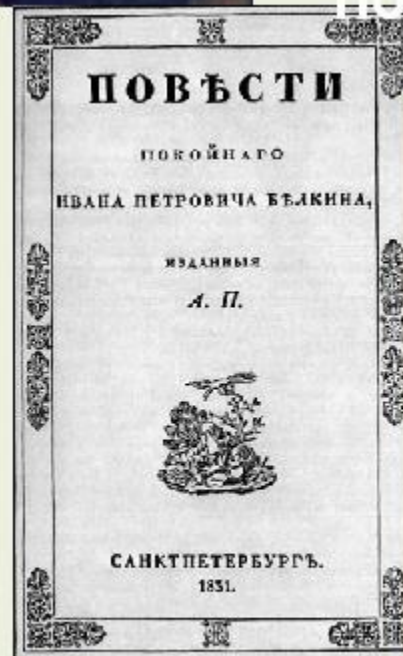 ПОВѢСТИ
ПОКОЙНАГО
ИВАНА ПЕТРОВИЧА БѢЛКИНА,
ИЗДАННЫЯ
А. П.
САНКТПЕТЕРБУРГЪ.
1831.